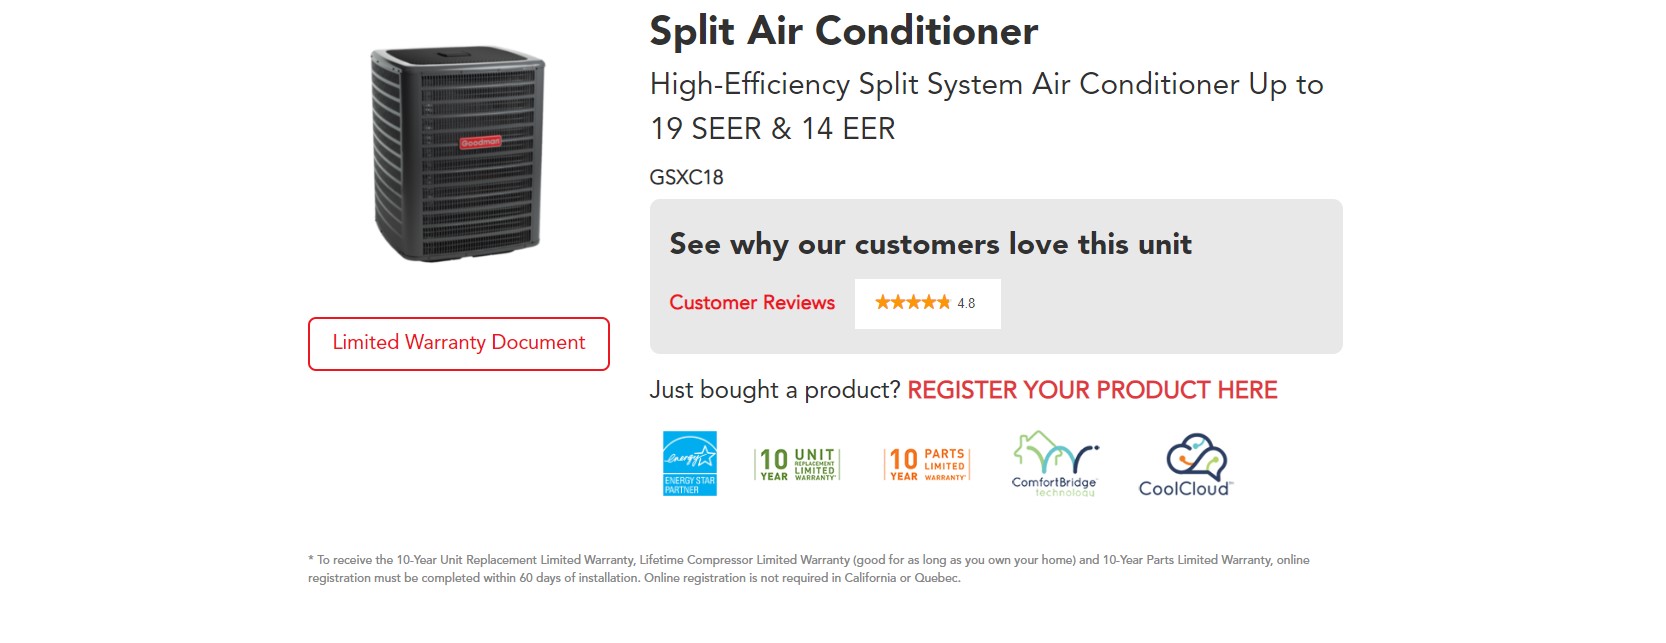 Split Air Conditioner
High-Efficiency Split System Air Conditioner Up to
19 SEER & 14 EER
GSXC18
Goodman
See why our customers love this unit
Customer Reviews 4.8
Limited Warranty Document
Just bought a product? REGISTER YOUR PRODUCT HERE
energy
ENERGY STAR
PARTNER
10 YEAR UNIT REPLACEMENT LIMITED WARRANTY*
10 YEAR PARTS LIMITED WARRANTY*
ComfortBridge™
technology
CoolCloud™
* To receive the 10-Year Unit Replacement Limited Warranty, Lifetime Compressor Limited Warranty (good for as long as you own your home) and 10-Year Parts Limited Warranty, online
registration must be completed within 60 days of installation. Online registration is not required in California or Quebec.